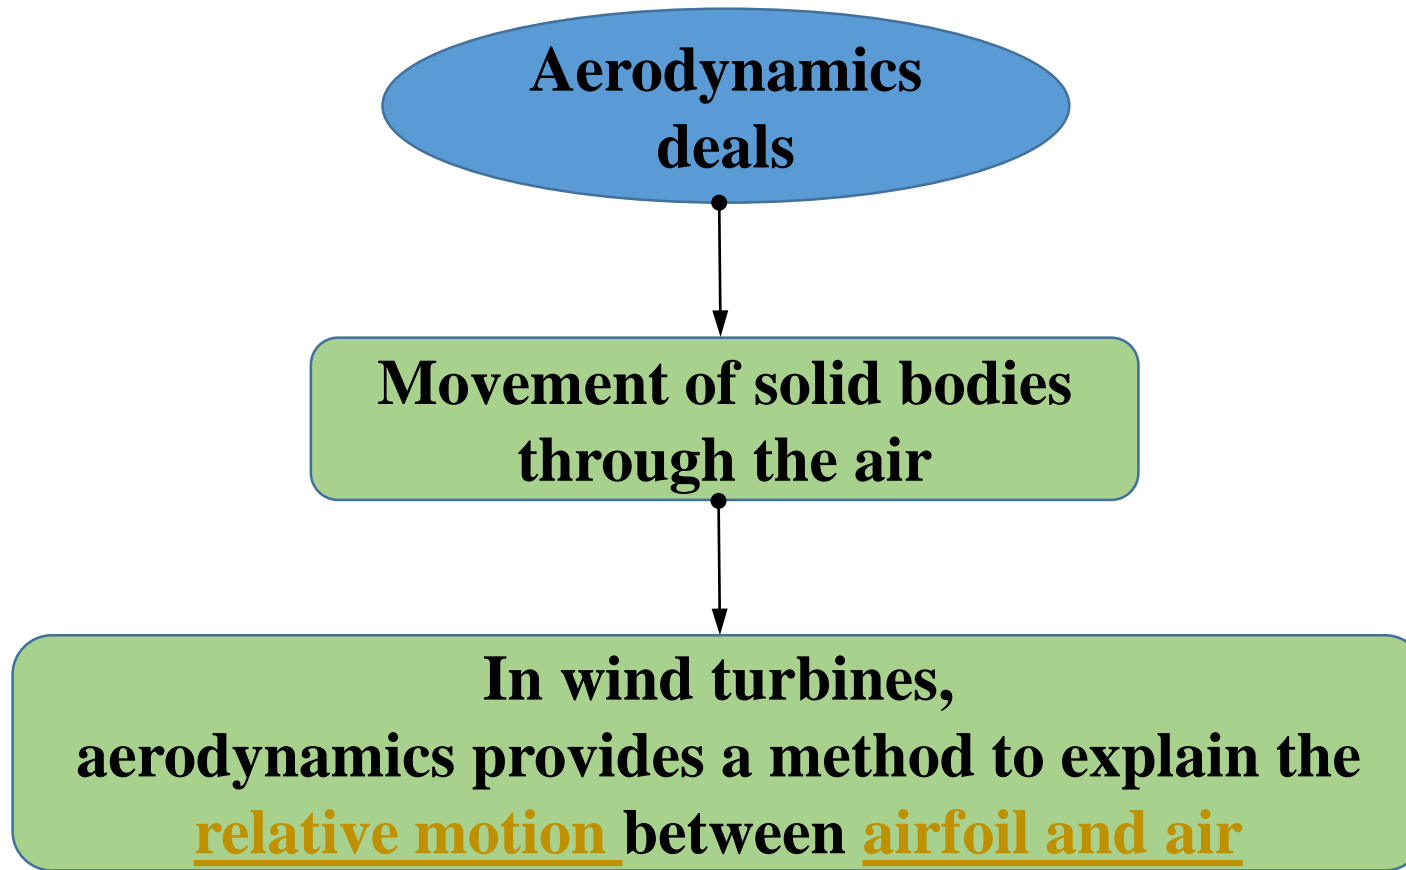 Aerodynamics
deals
Movement of solid bodies
through the air
In wind turbines,
aerodynamics provides a method to explain the
relative motion between airfoil and air